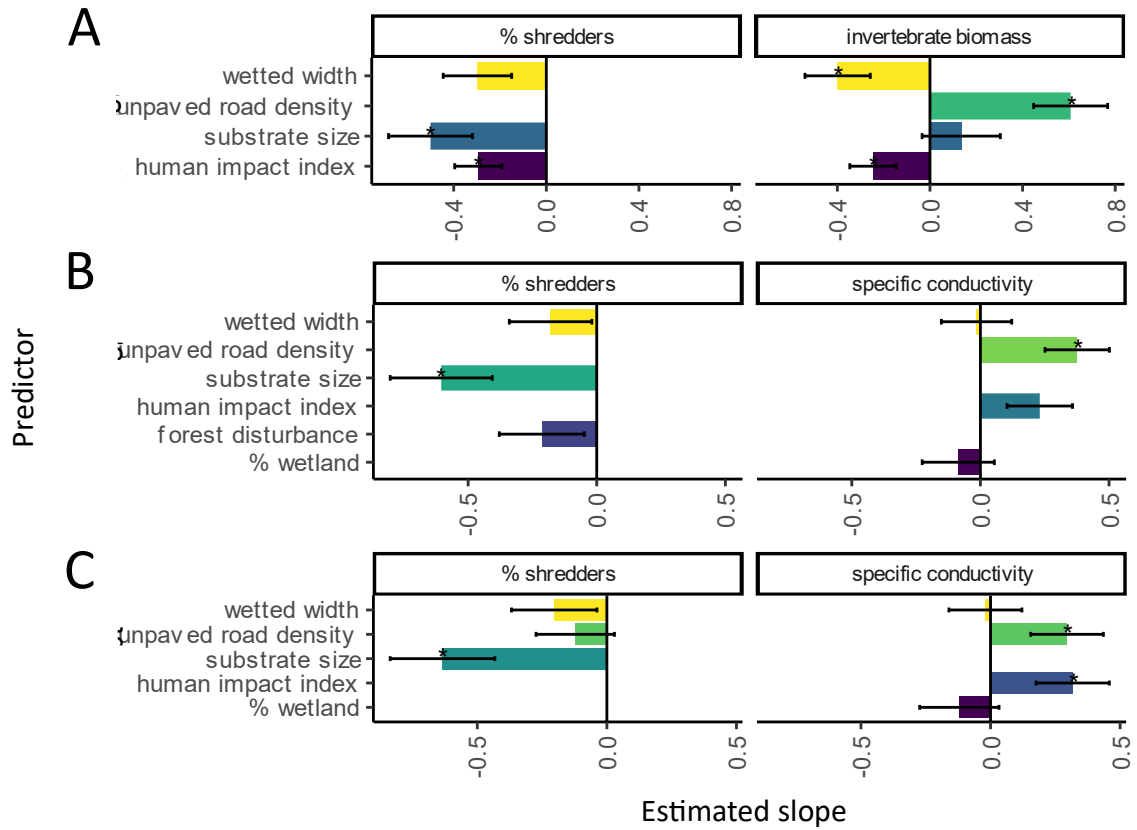 A
% shredders
invertebrate biomass
wetted width
unpaved road density
substrate size
human impact index
-0.4
0.0
0.4
0.8
-0.4
0.0
0.4
0.8
B
% shredders
specific conductivity
wetted width
unpaved road density
substrate size
human impact index
forest disturbance
% wetland
-0.5
0.0
0.5
-0.5
0.0
0.5
C
% shredders
specific conductivity
wetted width
unpaved road density
substrate size
human impact index
% wetland
-0.5
0.0
0.5
-0.5
0.0
0.5
Predictor
Estimated slope